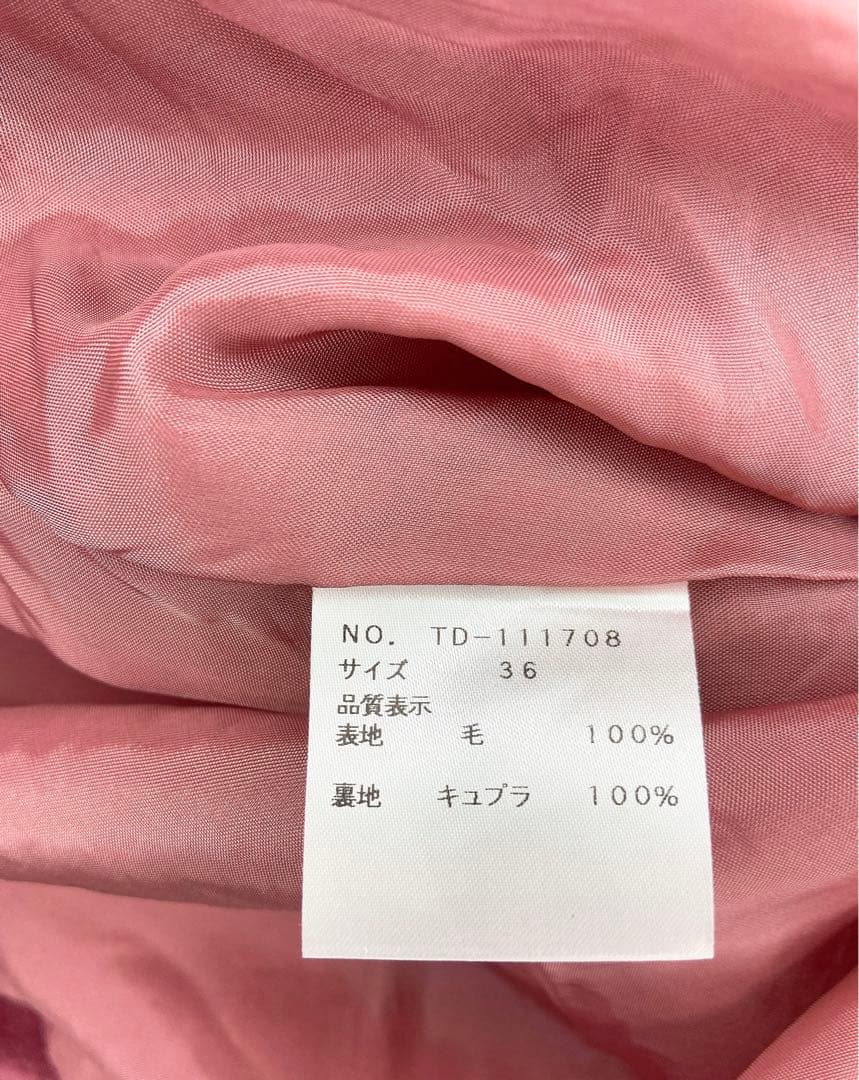 NO. TD-111708
サイズ 36
品質表示
表地 毛 100%
裏地 キュプラ 100%